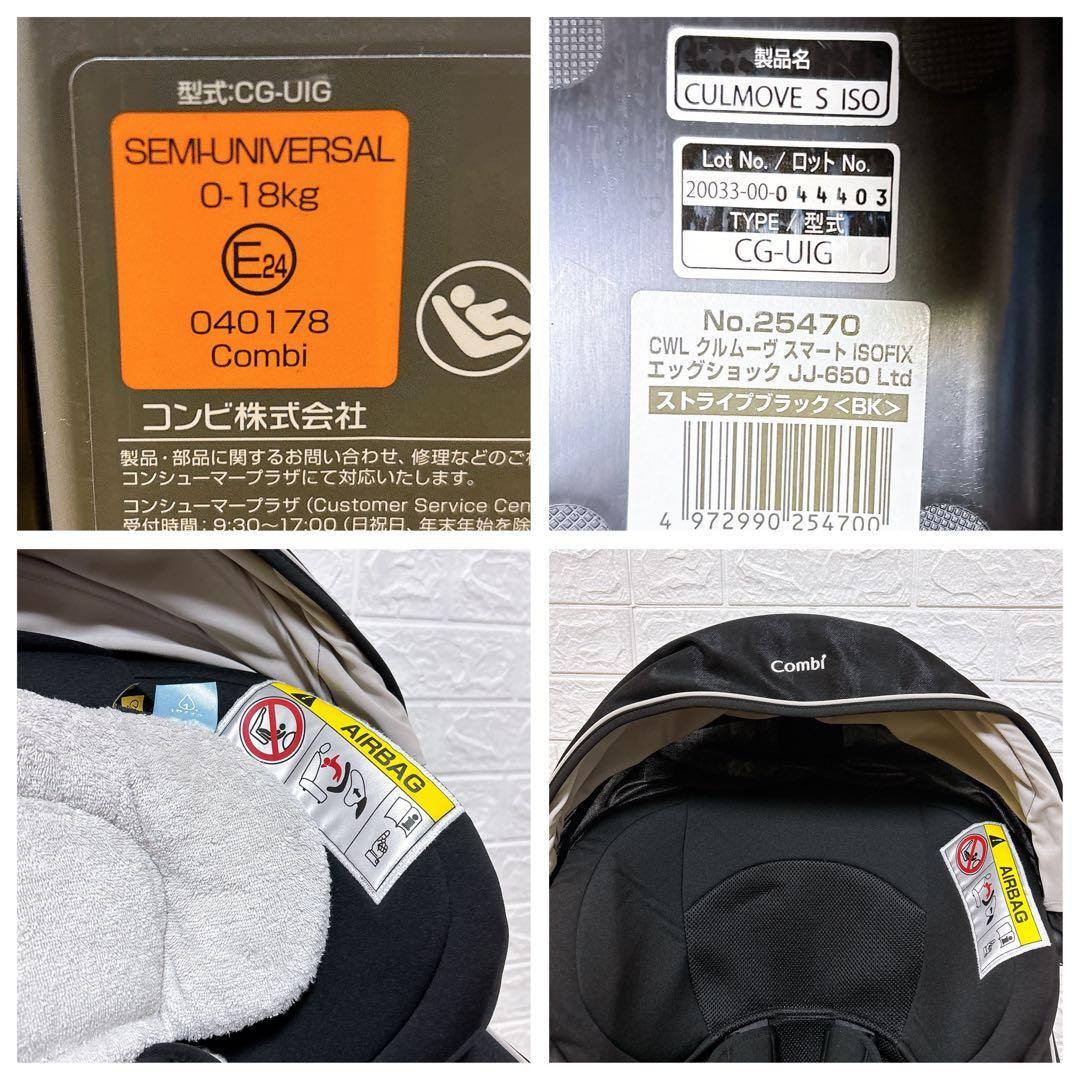 型式:CG-UIG
SEMI-UNIVERSAL
0-18kg
E24
040178
Combi
コンビ株式会社
製品・部品に関するお問い合わせ、修理などのご
コンシューマープラザにて対応いたします。
コンシューマープラザ (Customer Service Cen
受付時間:9:30~17:00 (日祝日、年末年始を除
製品名
CULMOVE S ISO
Lot No. / ロット No.
20033-00-044403
TYPE / 型式
CG-UIG
No.25470
CWL クルムーヴ スマート ISOFIX
エッグショック JJ-650 Ltd
ストライプブラック<BK>
4 972990 254700
AIRBAG
Combi
AIRBAG